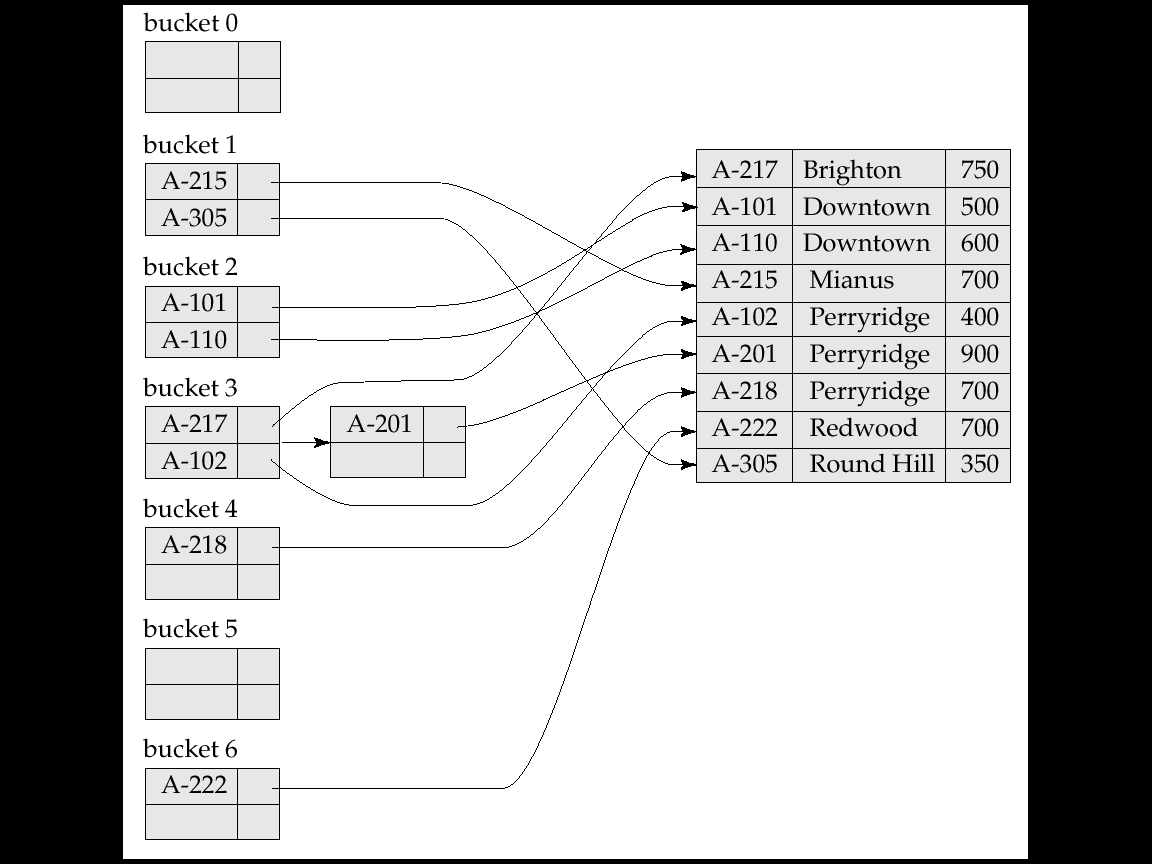 bucket 0
bucket 1
A-215
A-305
bucket 2
A-101
A-110
bucket 3
A-217
A-102
A-201
bucket 4
A-218
bucket 5
bucket 6
A-222
A-217 Brighton 750
A-101 Downtown 500
A-110 Downtown 600
A-215 Mianus 700
A-102 Perryridge 400
A-201 Perryridge 900
A-218 Perryridge 700
A-222 Redwood 700
A-305 Round Hill 350